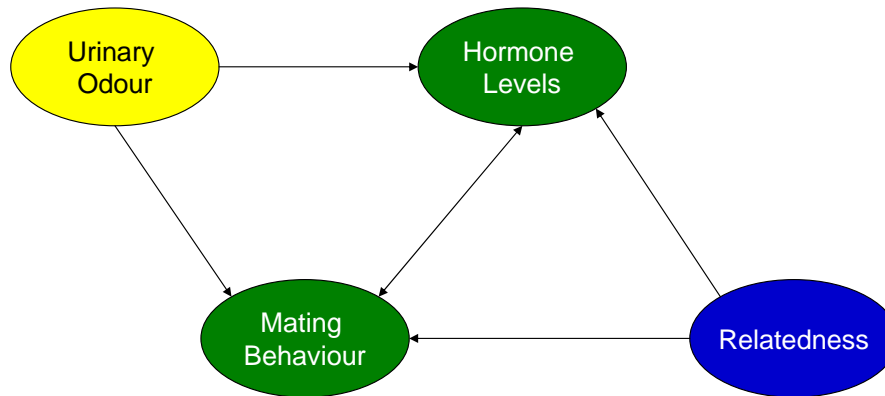 Urinary
Odour
Hormone
Levels
Mating
Behaviour
Relatedness